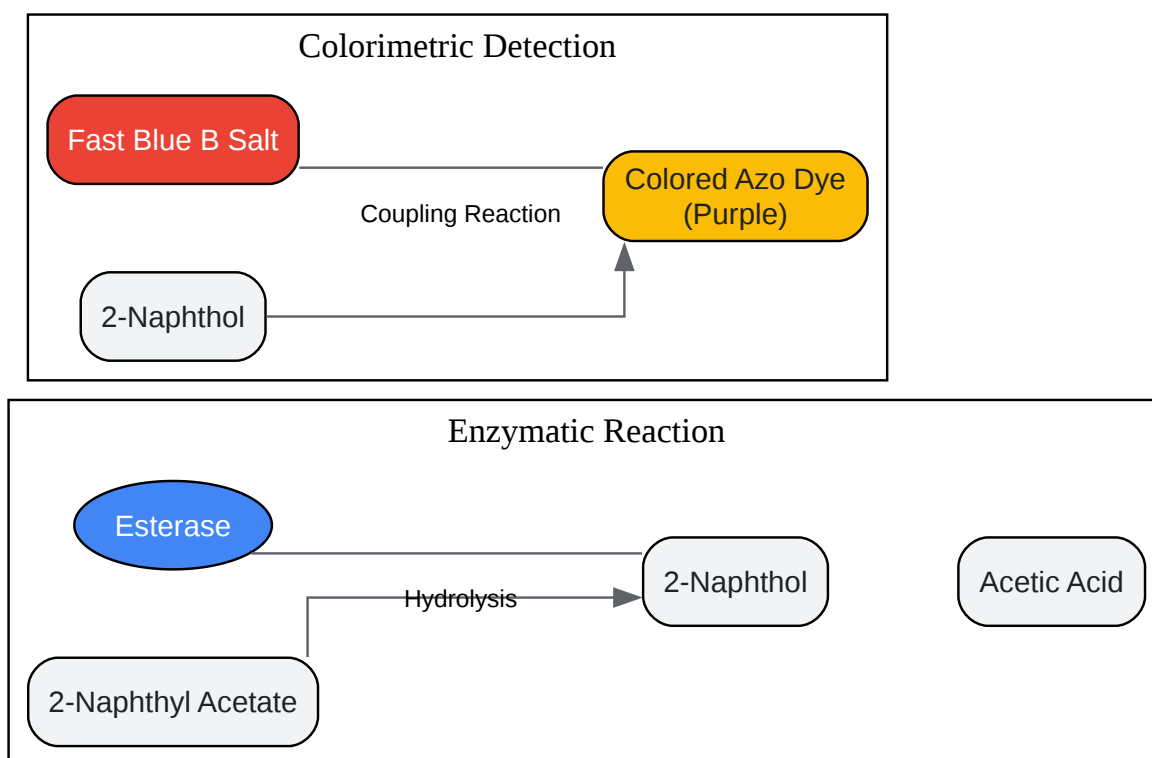 Colorimetric Detection
Fast Blue B Salt
Colored Azo Dye
(Purple)
Coupling Reaction
2-Naphthol
Enzymatic Reaction
Esterase
2-Naphthol
Acetic Acid
Hydrolysis
2-Naphthyl Acetate